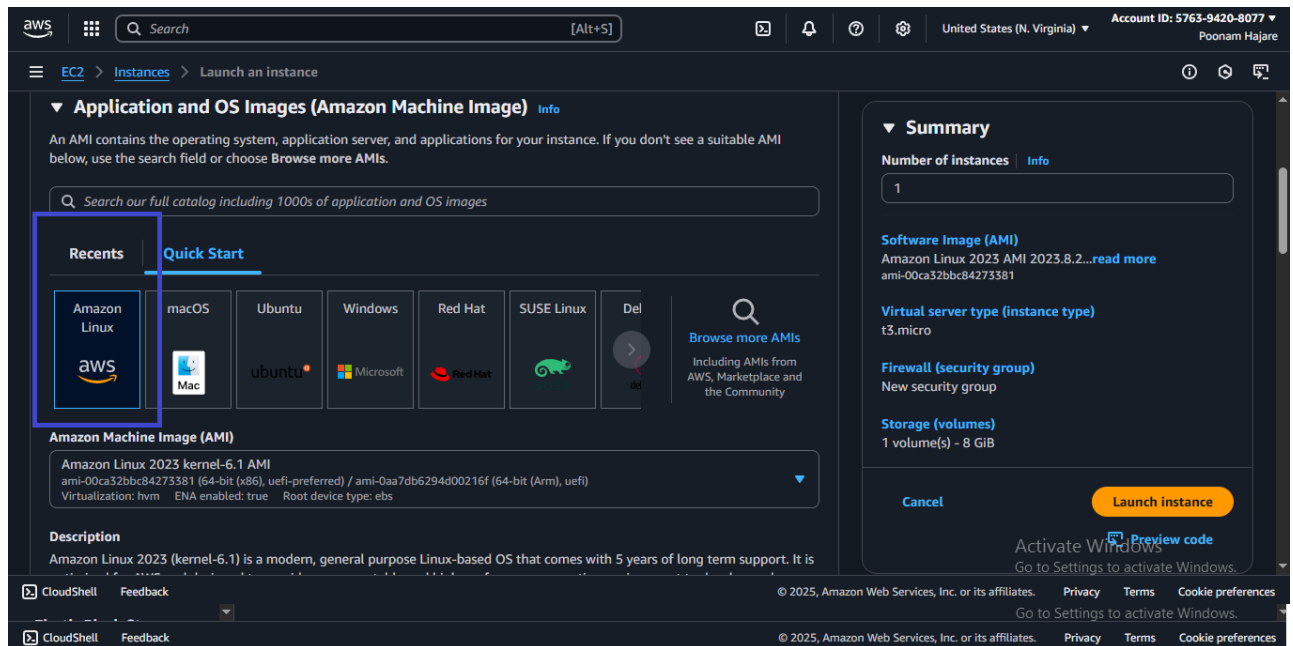 aws
Search [Alt+S]
United States (N. Virginia) ▼
Account ID: 5763-9420-8077 ▼
Poonam Hajare
EC2 > Instances > Launch an instance
▼ Application and OS Images (Amazon Machine Image) Info
An AMI contains the operating system, application server, and applications for your instance. If you don't see a suitable AMI
below, use the search field or choose Browse more AMIs.
Search our full catalog including 1000s of application and OS images
Recents
Quick Start
Amazon
Linux
aws
macOS
Mac
Ubuntu
ubuntu
Windows
Microsoft
Red Hat
Red Hat
SUSE Linux
Browse more AMIs
Including AMIs from
AWS, Marketplace and
the Community
Amazon Machine Image (AMI)
Amazon Linux 2023 kernel-6.1 AMI
ami-00ca32bbc84273381 (64-bit (x86), uefi-preferred) / ami-0aa7db6294d00216f (64-bit (Arm), uefi)
Virtualization: hvm ENA enabled: true Root device type: ebs
Description
Amazon Linux 2023 (kernel-6.1) is a modern, general purpose Linux-based OS that comes with 5 years of long term support. It is
▼ Summary
Number of instances Info
1
Software Image (AMI)
Amazon Linux 2023 AMI 2023.8.2...read more
ami-00ca32bbc84273381
Virtual server type (instance type)
t3.micro
Firewall (security group)
New security group
Storage (volumes)
1 volume(s) - 8 GiB
Cancel
Launch instance
Preview code
Activate Windows
Go to Settings to activate Windows.
CloudShell Feedback
© 2025, Amazon Web Services, Inc. or its affiliates. Privacy Terms Cookie preferences
Go to Settings to activate Windows.
CloudShell Feedback
© 2025, Amazon Web Services, Inc. or its affiliates. Privacy Terms Cookie preferences